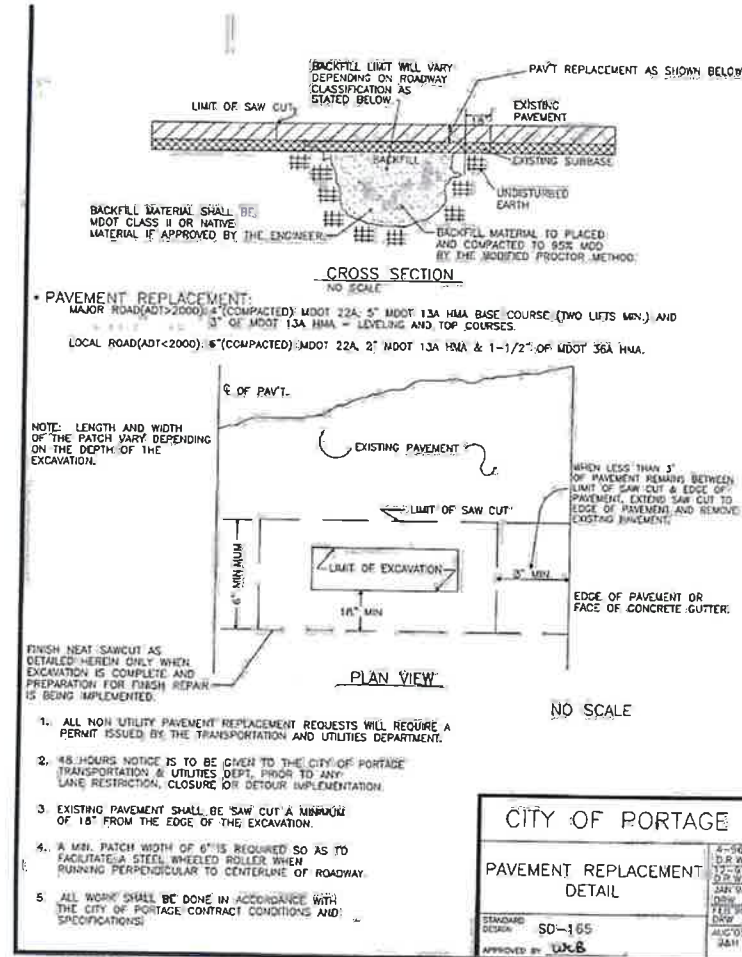 BACKFILL LIMIT WILL VARY
DEPENDING ON ROADWAY
CLASSIFICATION AS
STATED BELOW
PAV'T REPLACEMENT AS SHOWN BELOW
LIMIT OF SAW CUT
18"
EXISTING
PAVEMENT
BACKFILL
EXISTING SUBBASE
UNDISTURBED
EARTH
BACKFILL MATERIAL SHALL BE
MDOT CLASS II OR NATIVE
MATERIAL IF APPROVED BY THE ENGINEER.
BACKFILL MATERIAL TO PLACED
AND COMPACTED TO 95% MOD
BY THE MODIFIED PROCTOR METHOD.
CROSS SECTION
NO SCALE
• PAVEMENT REPLACEMENT:
MAJOR ROAD(ADT>2000): 4"(COMPACTED) MDOT 22A, 5" MDOT 13A HMA BASE COURSE (TWO LIFTS MIN.) AND
3" OF MDOT 13A HMA - LEVELING AND TOP COURSES.
LOCAL ROAD(ADT<2000): 6"(COMPACTED) MDOT 22A, 2" MDOT 13A HMA & 1-1/2" OF MDOT 36A HMA.
℄ OF PAV'T.
NOTE: LENGTH AND WIDTH
OF THE PATCH VARY DEPENDING
ON THE DEPTH OF THE
EXCAVATION.
EXISTING PAVEMENT
WHEN LESS THAN 3'
OF PAVEMENT REMAINS BETWEEN
LIMIT OF SAW CUT & EDGE OF
PAVEMENT, EXTEND SAW CUT TO
EDGE OF PAVEMENT AND REMOVE
EXISTING PAVEMENT.
LIMIT OF SAW CUT
6' MINIMUM
LIMIT OF EXCAVATION
3' MIN.
18" MIN
EDGE OF PAVEMENT OR
FACE OF CONCRETE GUTTER.
FINISH NEAT SAWCUT AS
DETAILED HEREIN ONLY WHEN
EXCAVATION IS COMPLETE AND
PREPARATION FOR FINISH REPAIR
IS BEING IMPLEMENTED.
PLAN VIEW
NO SCALE
1. ALL NON UTILITY PAVEMENT REPLACEMENT REQUESTS WILL REQUIRE A
PERMIT ISSUED BY THE TRANSPORTATION AND UTILITIES DEPARTMENT.
2. 48 HOURS NOTICE IS TO BE GIVEN TO THE CITY OF PORTAGE
TRANSPORTATION & UTILITIES DEPT. PRIOR TO ANY
LANE RESTRICTION, CLOSURE OR DETOUR IMPLEMENTATION.
3. EXISTING PAVEMENT SHALL BE SAW CUT A MINIMUM
OF 18" FROM THE EDGE OF THE EXCAVATION.
4. A MIN. PATCH WIDTH OF 6' IS REQUIRED SO AS TO
FACILITATE A STEEL WHEELED ROLLER WHEN
RUNNING PERPENDICULAR TO CENTERLINE OF ROADWAY.
5. ALL WORK SHALL BE DONE IN ACCORDANCE WITH
THE CITY OF PORTAGE CONTRACT CONDITIONS AND
SPECIFICATIONS.
CITY OF PORTAGE
PAVEMENT REPLACEMENT
DETAIL
STANDARD
DESIGN SD-165
APPROVED BY WCB
4-96
D.R.W
D.R.W
DRW
DRW